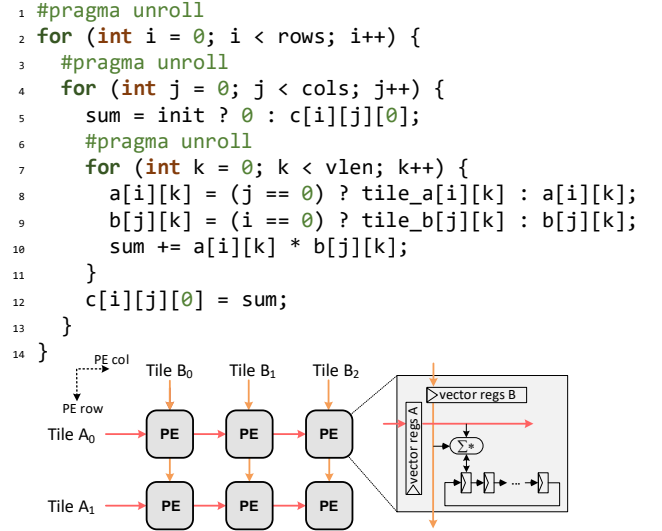 1 #pragma unroll
2 for (int i = 0; i < rows; i++) {
3   #pragma unroll
4   for (int j = 0; j < cols; j++) {
5     sum = init ? 0 : c[i][j][0];
6     #pragma unroll
7     for (int k = 0; k < vlen; k++) {
8       a[i][k] = (j == 0) ? tile_a[i][k] : a[i][k];
9       b[j][k] = (i == 0) ? tile_b[j][k] : b[j][k];
10       sum += a[i][k] * b[j][k];
11     }
12     c[i][j][0] = sum;
13   }
14 }
PE col
PE row
Tile B₀ Tile B₁ Tile B₂
Tile A₀ PE PE PE
Tile A₁ PE PE PE
vector regs B
vector regs A
Σ*
...